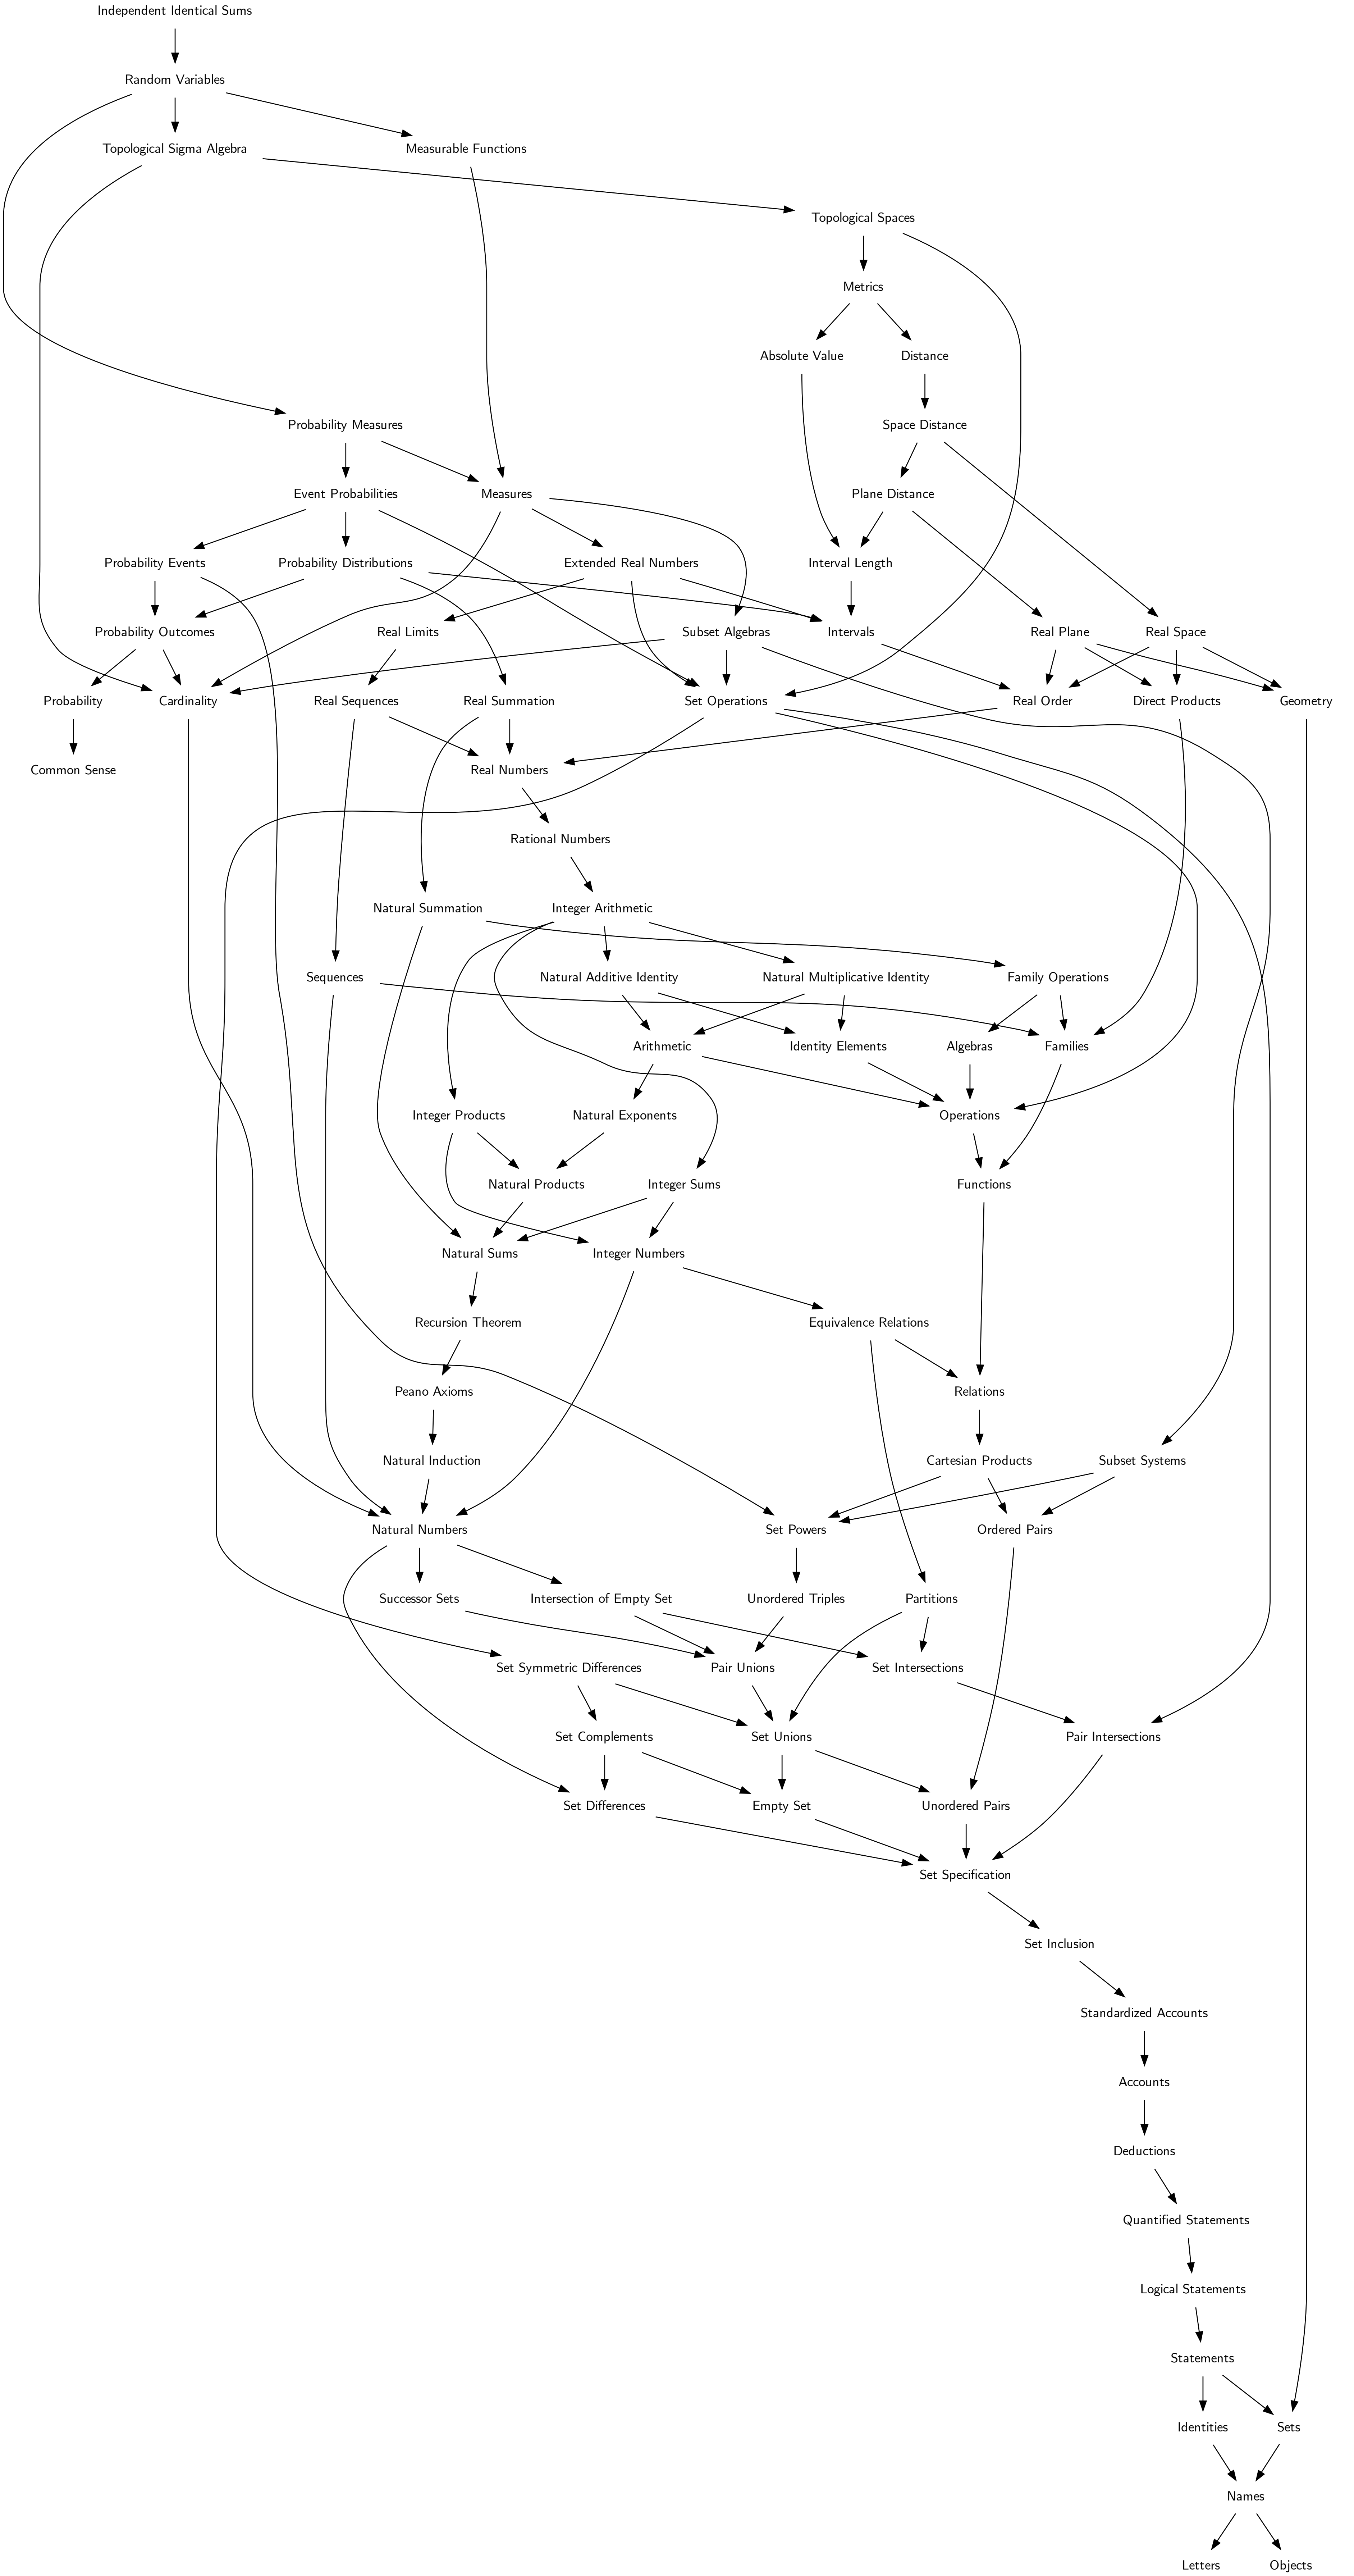 Independent Identical Sums
Random Variables
Topological Sigma Algebra
Measurable Functions
Topological Spaces
Metrics
Absolute Value
Distance
Probability Measures
Space Distance
Event Probabilities
Measures
Plane Distance
Probability Events
Probability Distributions
Extended Real Numbers
Interval Length
Probability Outcomes
Real Limits
Subset Algebras
Intervals
Real Plane
Real Space
Probability
Cardinality
Real Sequences
Real Summation
Set Operations
Real Order
Direct Products
Geometry
Common Sense
Real Numbers
Rational Numbers
Natural Summation
Integer Arithmetic
Sequences
Natural Additive Identity
Natural Multiplicative Identity
Family Operations
Arithmetic
Identity Elements
Algebras
Families
Integer Products
Natural Exponents
Operations
Natural Products
Integer Sums
Functions
Natural Sums
Integer Numbers
Recursion Theorem
Equivalence Relations
Peano Axioms
Relations
Natural Induction
Cartesian Products
Subset Systems
Natural Numbers
Set Powers
Ordered Pairs
Successor Sets
Intersection of Empty Set
Unordered Triples
Partitions
Set Symmetric Differences
Pair Unions
Set Intersections
Set Complements
Set Unions
Pair Intersections
Set Differences
Empty Set
Unordered Pairs
Set Specification
Set Inclusion
Standardized Accounts
Accounts
Deductions
Quantified Statements
Logical Statements
Statements
Identities
Sets
Names
Letters
Objects